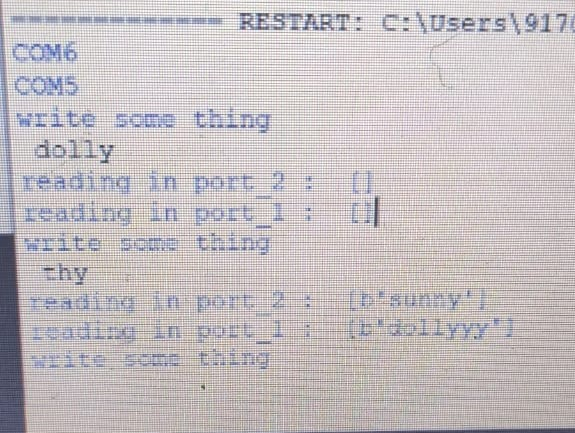 ============= RESTART: C:\Users\917
COM6
COM5
write some thing
dolly
reading in port_2 : []
reading in port_1 : []
write some thing
thy
reading in port_2 : [b'sunny']
reading in port_1 : [b'dollyyy']
write some thing